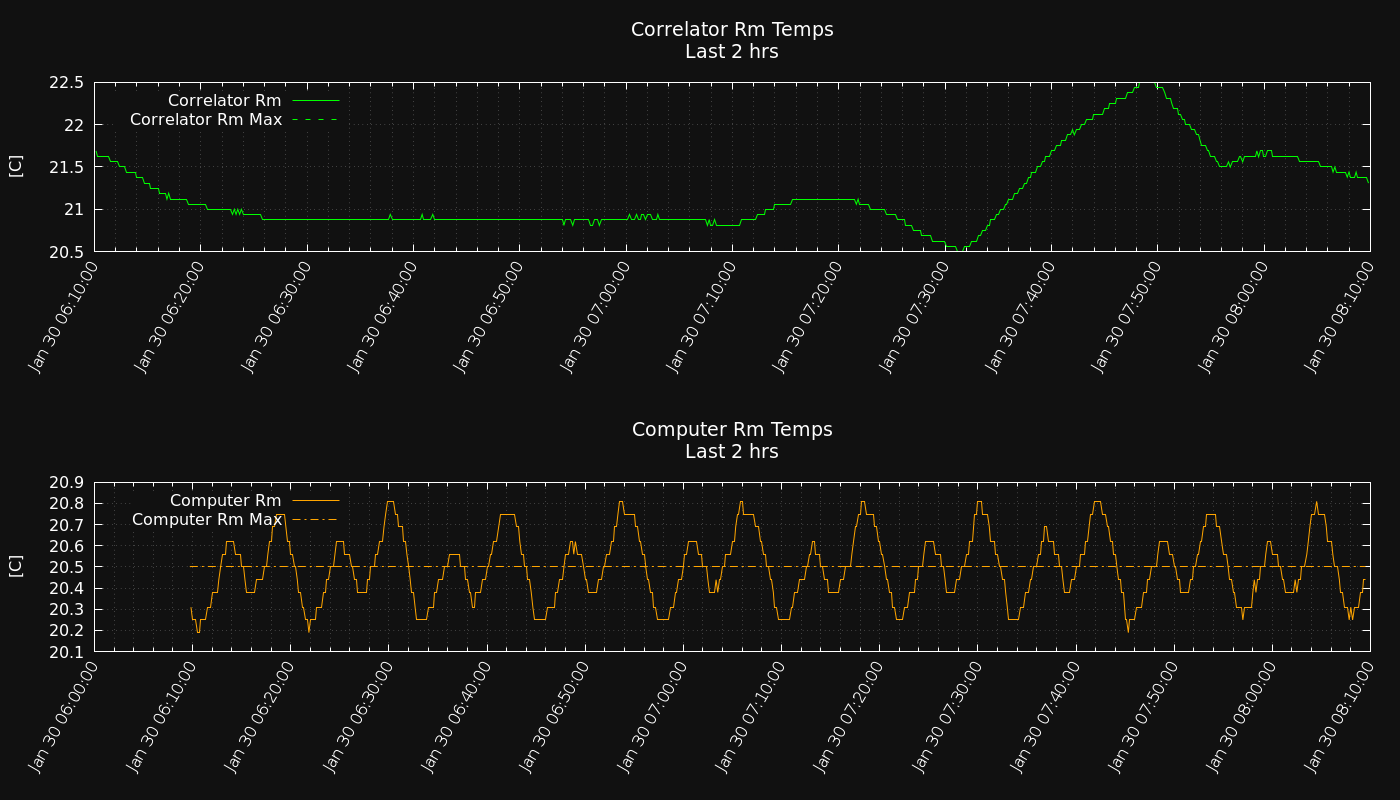 Correlator Rm Temps
Last 2 hrs
22.5
22
21.5
21
20.5
[C]
Correlator Rm
Correlator Rm Max
Jan 30 06:10:00
Jan 30 06:20:00
Jan 30 06:30:00
Jan 30 06:40:00
Jan 30 06:50:00
Jan 30 07:00:00
Jan 30 07:10:00
Jan 30 07:20:00
Jan 30 07:30:00
Jan 30 07:40:00
Jan 30 07:50:00
Jan 30 08:00:00
Jan 30 08:10:00
Computer Rm Temps
Last 2 hrs
20.9
20.8
20.7
20.6
20.5
20.4
20.3
20.2
20.1
[C]
Computer Rm
Computer Rm Max
Jan 30 06:00:00
Jan 30 06:10:00
Jan 30 06:20:00
Jan 30 06:30:00
Jan 30 06:40:00
Jan 30 06:50:00
Jan 30 07:00:00
Jan 30 07:10:00
Jan 30 07:20:00
Jan 30 07:30:00
Jan 30 07:40:00
Jan 30 07:50:00
Jan 30 08:00:00
Jan 30 08:10:00